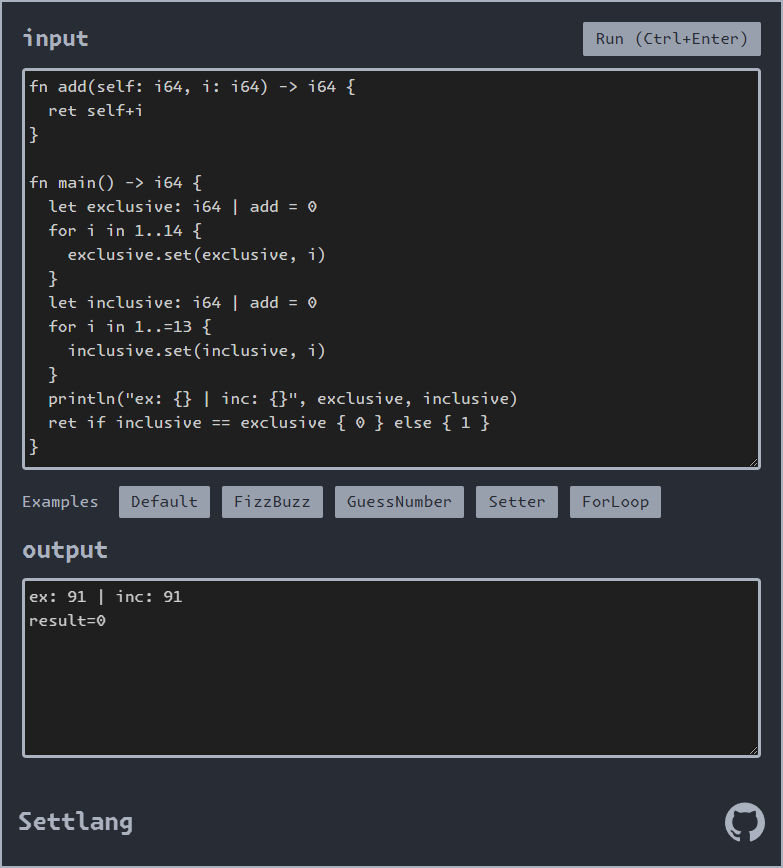 input
Run (Ctrl+Enter)
fn add(self: i64, i: i64) -> i64 {
  ret self+i
}

fn main() -> i64 {
  let exclusive: i64 | add = 0
  for i in 1..14 {
    exclusive.set(exclusive, i)
  }
  let inclusive: i64 | add = 0
  for i in 1..=13 {
    inclusive.set(inclusive, i)
  }
  println("ex: {} | inc: {}", exclusive, inclusive)
  ret if inclusive == exclusive { 0 } else { 1 }
}
Examples Default FizzBuzz GuessNumber Setter ForLoop
output
ex: 91 | inc: 91
result=0
Settlang